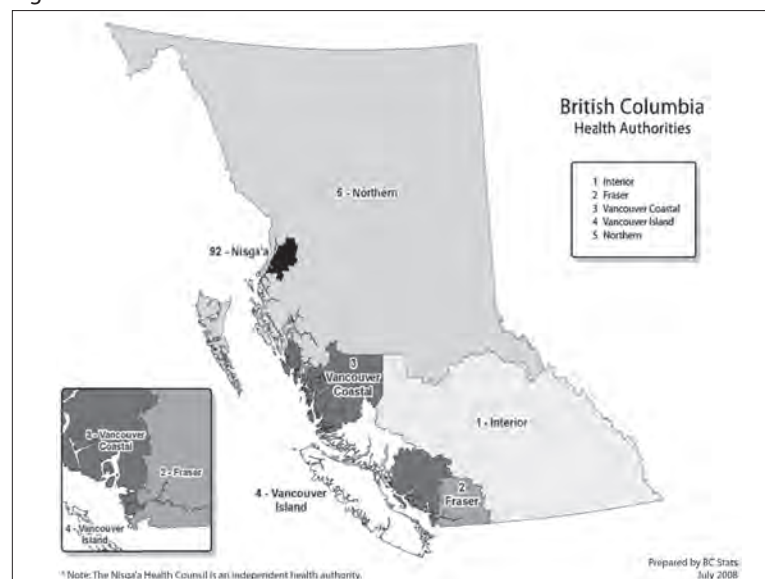 British Columbia
Health Authorities
1 Interior
2 Fraser
3 Vancouver Coastal
4 Vancouver Island
5 Northern
5 - Northern
92 - Nisga'a
3
Vancouver
Coastal
1 - Interior
2
Fraser
4 - Vancouver
Island
3 - Vancouver
Coastal
2 - Fraser
4 - Vancouver
Island
* Note: The Nisga'a Health Council is an independent health authority.
Prepared by BC Stats
July 2008